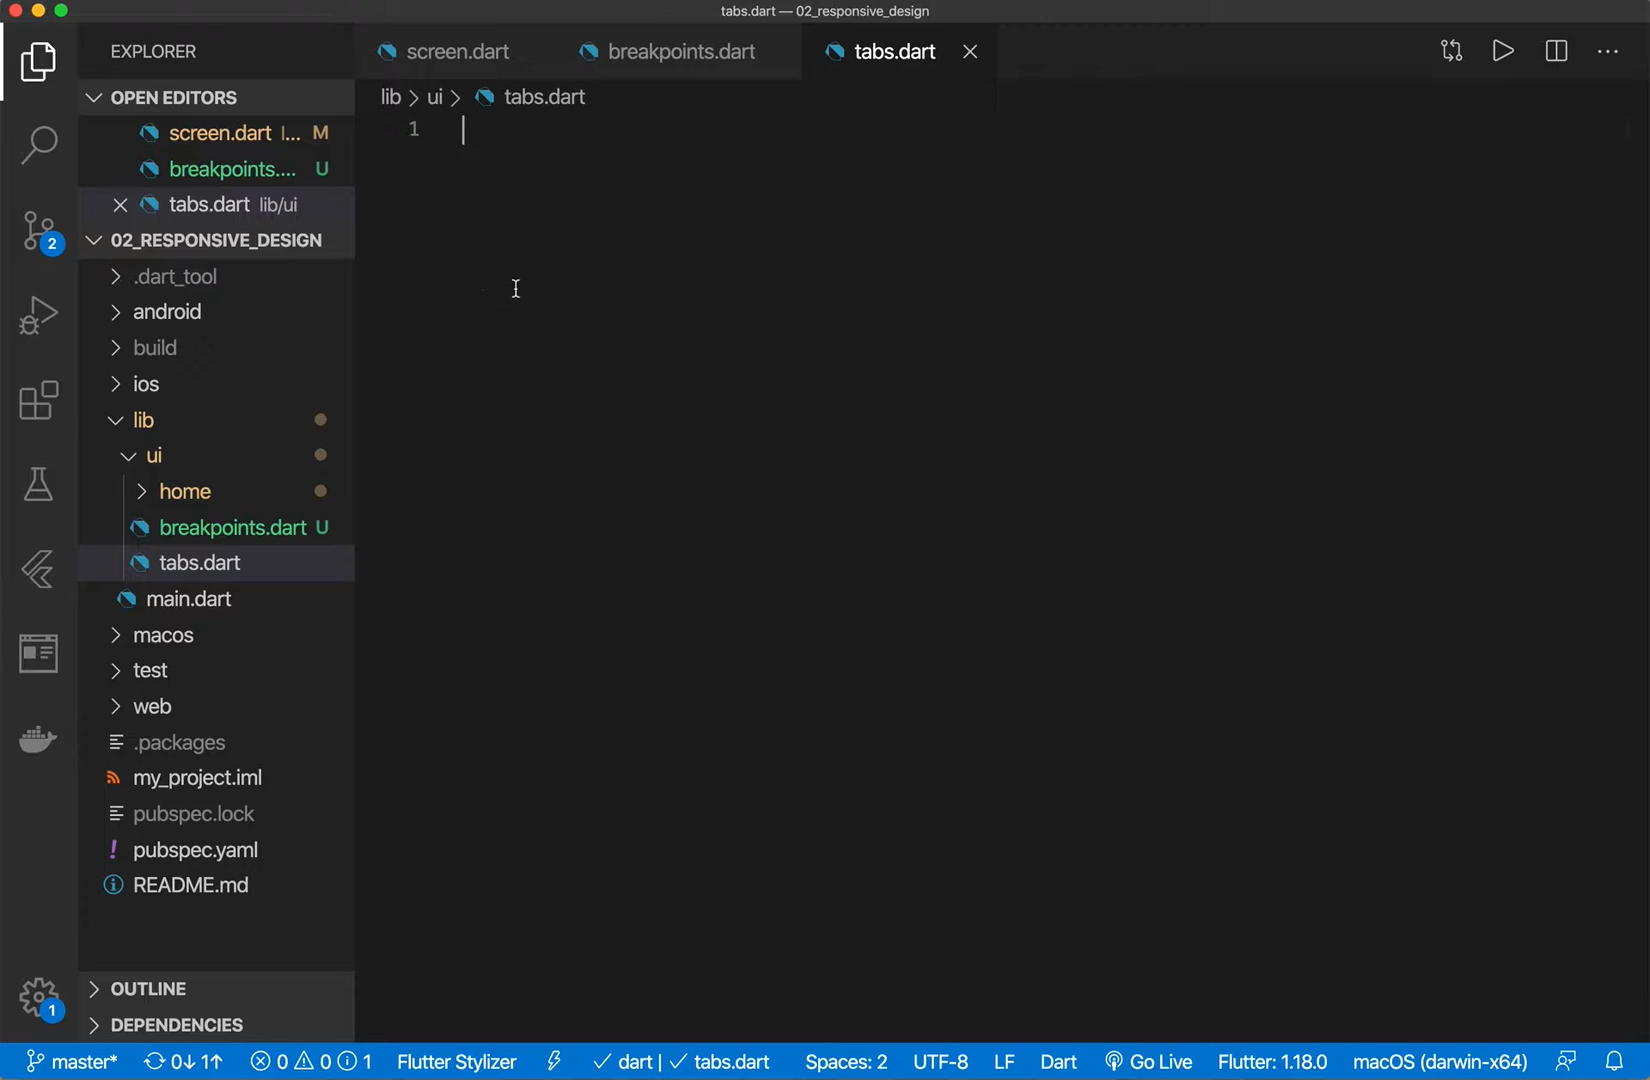 tabs.dart — 02_responsive_design
EXPLORER
screen.dart
breakpoints.dart
tabs.dart
OPEN EDITORS
lib > ui > tabs.dart
1
screen.dart l... M
breakpoints.... U
tabs.dart lib/ui
2
02_RESPONSIVE_DESIGN
.dart_tool
android
build
ios
lib
ui
home
breakpoints.dart U
tabs.dart
main.dart
macos
test
web
.packages
my_project.iml
pubspec.lock
! pubspec.yaml
README.md
OUTLINE
1
DEPENDENCIES
master* 0↓ 1↑ 0 0 1 Flutter Stylizer dart | tabs.dart Spaces: 2 UTF-8 LF Dart Go Live Flutter: 1.18.0 macOS (darwin-x64)